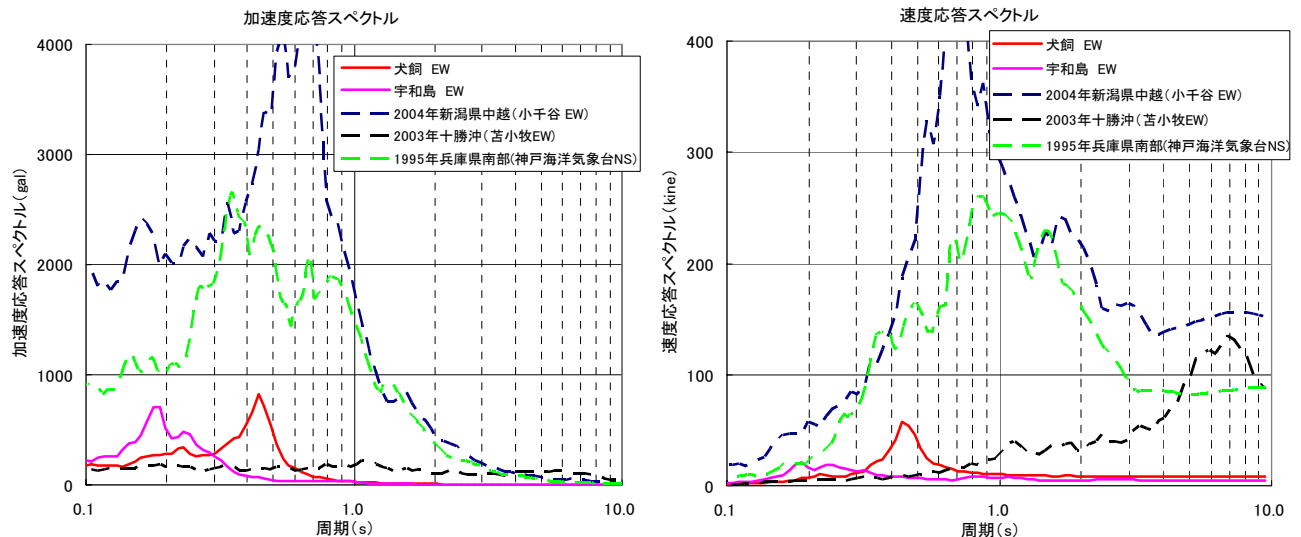 加速度応答スペクトル
加速度応答スペクトル(gal)
4000
3000
2000
1000
0
0.1
1.0
10.0
周期(s)
犬飼 EW
宇和島 EW
2004年新潟県中越(小千谷 EW)
2003年十勝沖(苫小牧EW)
1995年兵庫県南部(神戸海洋気象台NS)
速度応答スペクトル
速度応答スペクトル(kine)
400
300
200
100
0
0.1
1.0
10.0
周期(s)
犬飼 EW
宇和島 EW
2004年新潟県中越(小千谷 EW)
2003年十勝沖(苫小牧EW)
1995年兵庫県南部(神戸海洋気象台NS)